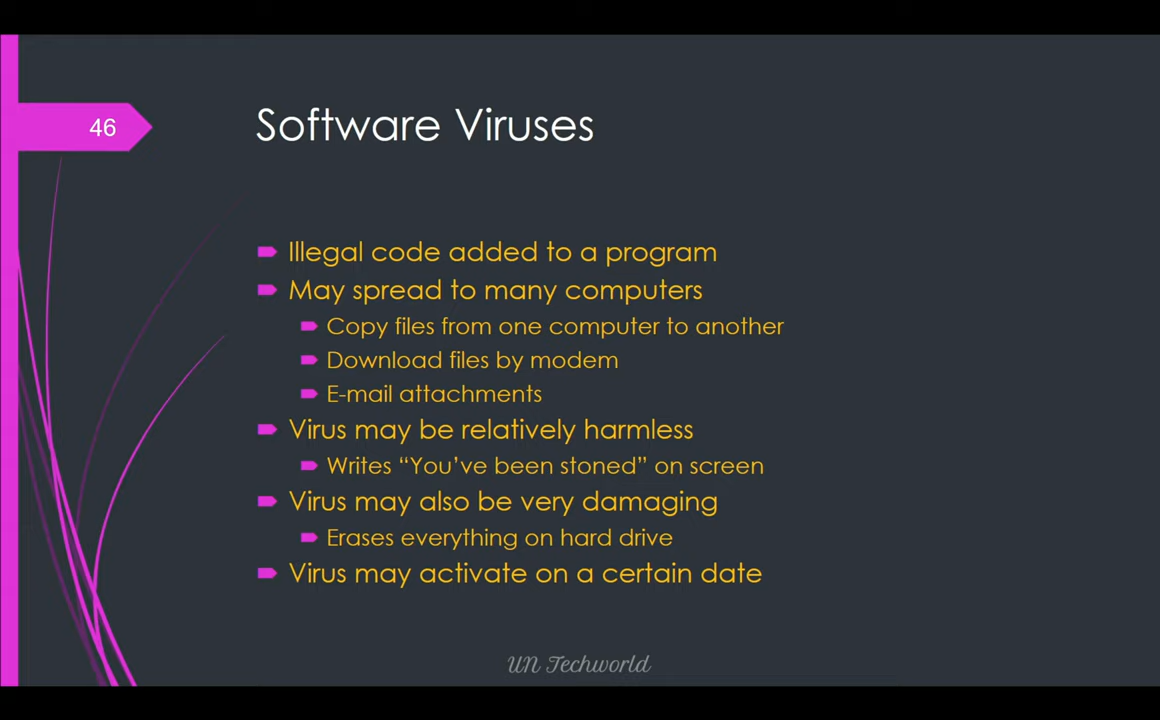 46
Software Viruses
Illegal code added to a program
May spread to many computers
Copy files from one computer to another
Download files by modem
E-mail attachments
Virus may be relatively harmless
Writes “You’ve been stoned” on screen
Virus may also be very damaging
Erases everything on hard drive
Virus may activate on a certain date
UN Techworld